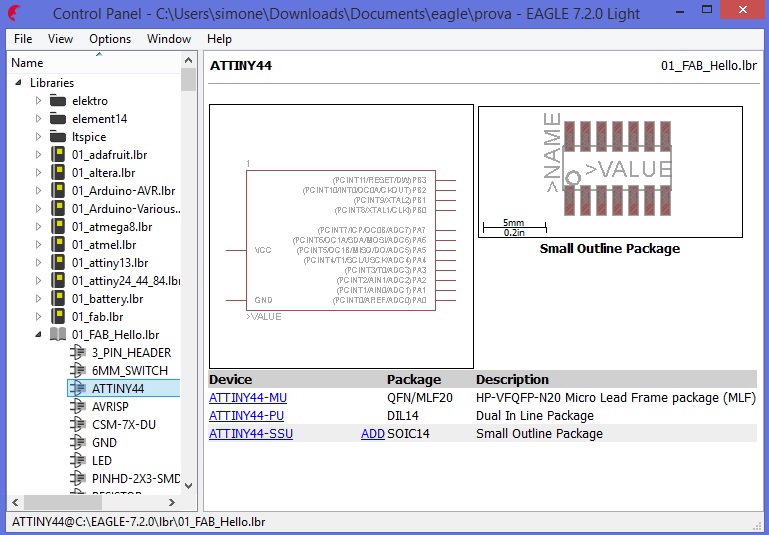 Control Panel - C:\Users\simone\Downloads\Documents\eagle\prova - EAGLE 7.2.0 Light
File View Options Window Help
Name
Libraries
elektro
element14
ltspice
01_adafruit.lbr
01_altera.lbr
01_Arduino-AVR.lbr
01_Arduino-Various..
01_atmega8.lbr
01_atmel.lbr
01_attiny13.lbr
01_attiny24_44_84.lbr
01_battery.lbr
01_fab.lbr
01_FAB_Hello.lbr
3_PIN_HEADER
6MM_SWITCH
ATTINY44
AVRISP
CSM-7X-DU
GND
LED
PINHD-2X3-SMD
RESISTOR
ATTINY44
01_FAB_Hello.lbr
1
(PCINT11/RESET/DW)PB3
(PCINT10/INT0/OC0A/CKOUT)PB2
(PCINT9/XTAL2)PB1
(PCINT8/XTAL1/CLKI)PB0
(PCINT7/ICP/OC0B/ADC7)PA7
(PCINT6/OC1A/SDA/MOSI/ADC6)PA6
(PCINT5/OC1B/MISO/DO/ADC5)PA5
(PCINT4/T1/SCL/USCK/ADC4)PA4
(PCINT3/T0/ADC3)PA3
(PCINT2/AIN1/ADC2)PA2
(PCINT1/AIN0/ADC1)PA1
(PCINT0/AREF/ADC0)PA0
VCC
GND
>VALUE
>NAME
>VALUE
5mm
0.2in
Small Outline Package
Device Package Description
ATTINY44-MU QFN/MLF20 HP-VFQFP-N20 Micro Lead Frame package (MLF)
ATTINY44-PU DIL14 Dual In Line Package
ATTINY44-SSU ADD SOIC14 Small Outline Package
ATTINY44@C:\EAGLE-7.2.0\lbr\01_FAB_Hello.lbr